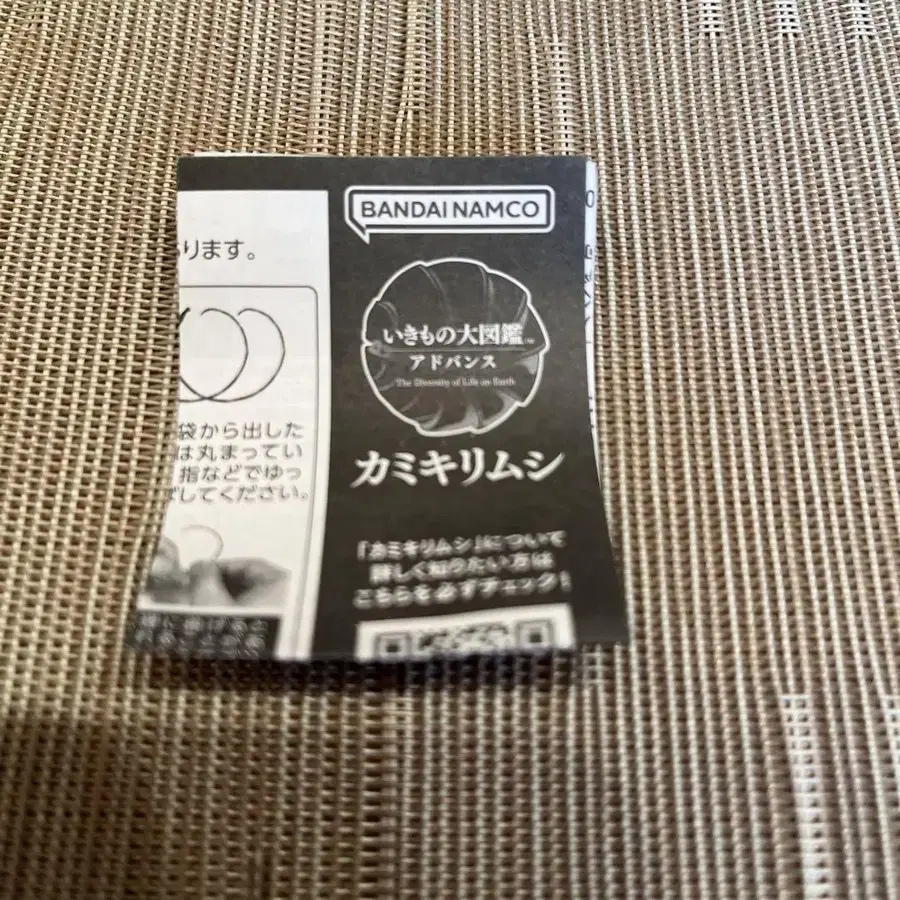 BANDAI NAMCO
ります。
いきもの大図鑑
アドバンス
The Diversity of Life on Earth
カミキリムシ
袋から出した
は丸まってい
指などでゆっ
ばしてください。
「カミキリムシ」について
詳しく知りたい方は
こちらを必ずチェック!